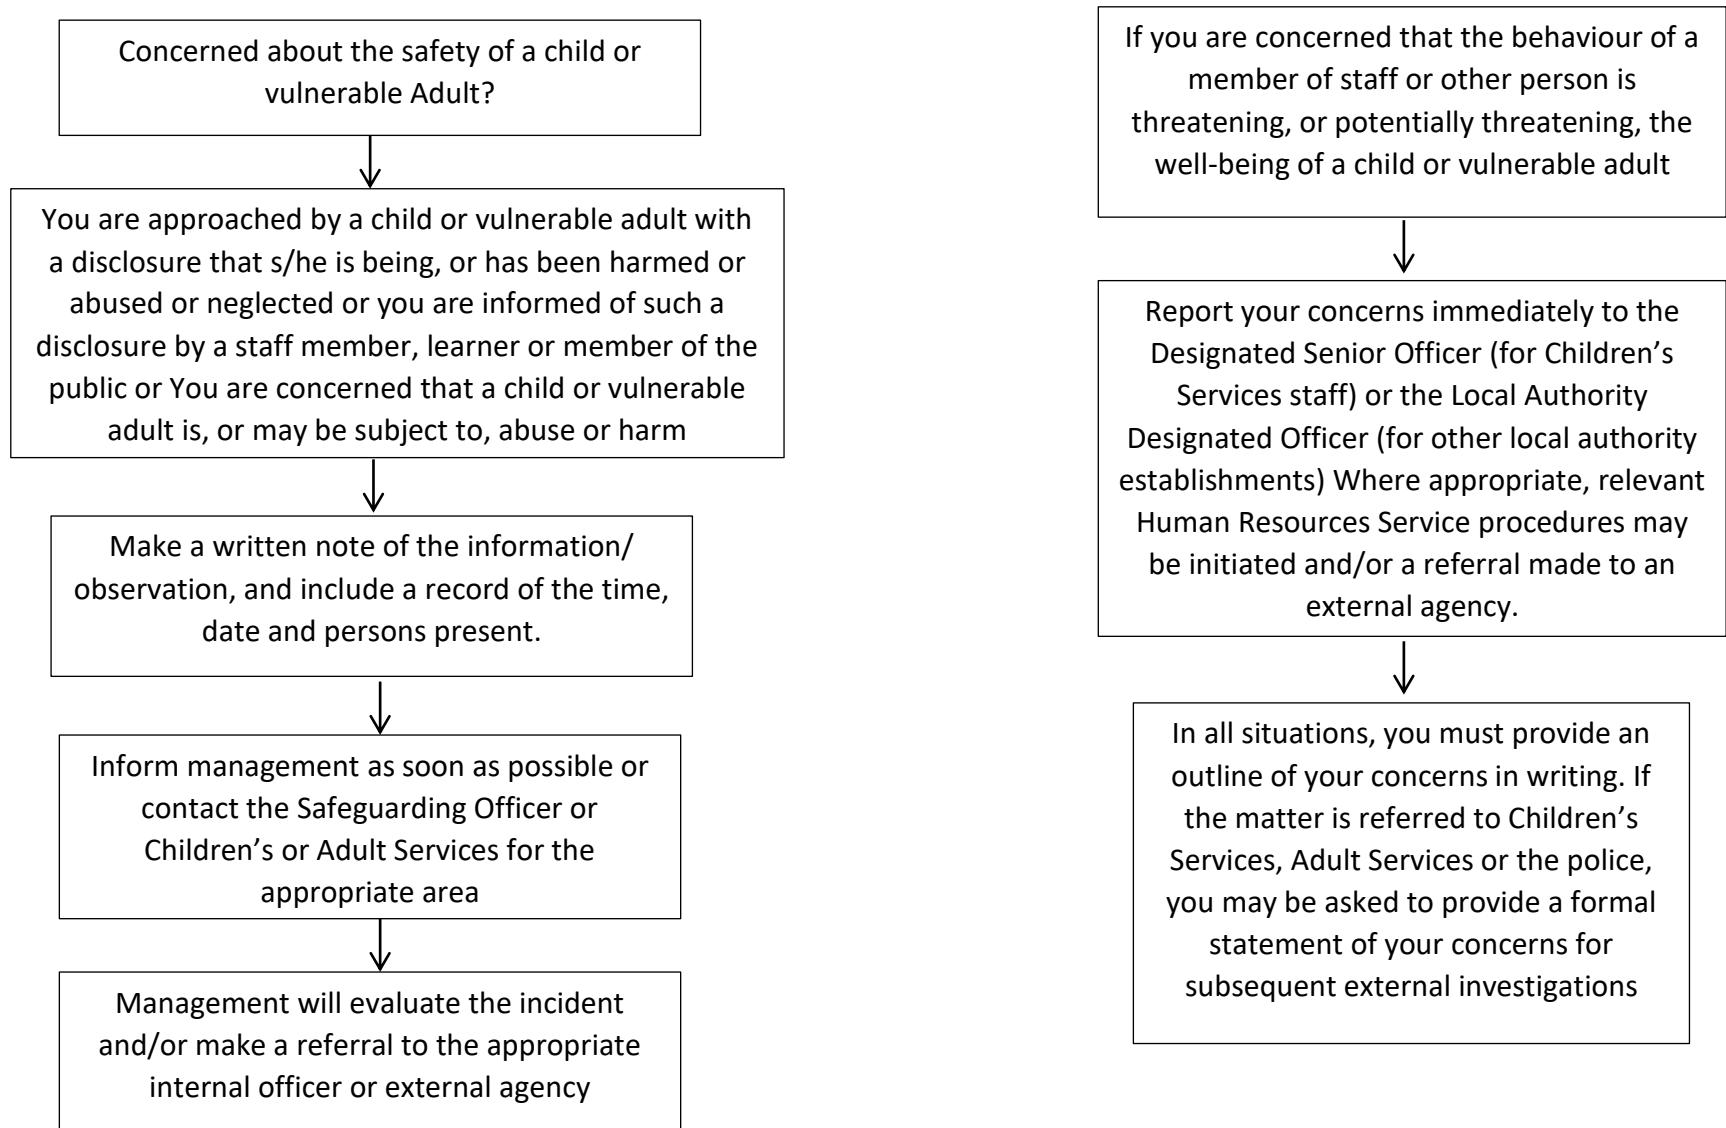 Concerned about the safety of a child or
vulnerable Adult?
You are approached by a child or vulnerable adult with
a disclosure that s/he is being, or has been harmed or
abused or neglected or you are informed of such a
disclosure by a staff member, learner or member of the
public or You are concerned that a child or vulnerable
adult is, or may be subject to, abuse or harm
Make a written note of the information/
observation, and include a record of the time,
date and persons present.
Inform management as soon as possible or
contact the Safeguarding Officer or
Children’s or Adult Services for the
appropriate area
Management will evaluate the incident
and/or make a referral to the appropriate
internal officer or external agency
If you are concerned that the behaviour of a
member of staff or other person is
threatening, or potentially threatening, the
well-being of a child or vulnerable adult
Report your concerns immediately to the
Designated Senior Officer (for Children’s
Services staff) or the Local Authority
Designated Officer (for other local authority
establishments) Where appropriate, relevant
Human Resources Service procedures may
be initiated and/or a referral made to an
external agency.
In all situations, you must provide an
outline of your concerns in writing. If
the matter is referred to Children’s
Services, Adult Services or the police,
you may be asked to provide a formal
statement of your concerns for
subsequent external investigations